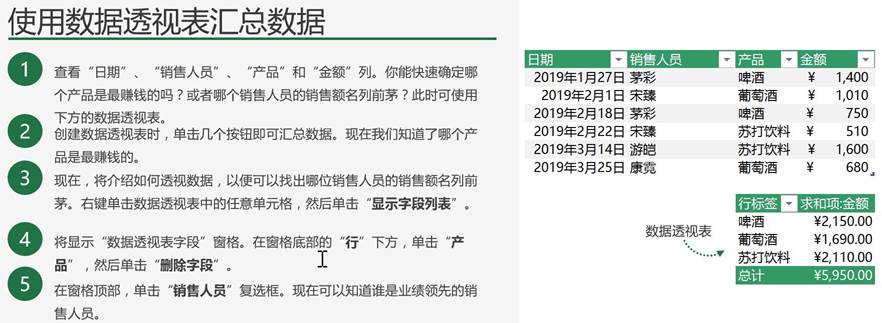 使用数据透视表汇总数据
1
查看“日期”、“销售人员”、“产品”和“金额”列。你能快速确定哪
个产品是最赚钱的吗？或者哪个销售人员的销售额名列前茅？此时可使用
下方的数据透视表。
2
创建数据透视表时，单击几个按钮即可汇总数据。现在我们知道了哪个产
品是最赚钱的。
3
现在，将介绍如何透视数据，以便可以找出哪位销售人员的销售额名列前
茅。右键单击数据透视表中的任意单元格，然后单击“显示字段列表”。
4
将显示“数据透视表字段”窗格。在窗格底部的“行”下方，单击“产
品”，然后单击“删除字段”。
5
在窗格顶部，单击“销售人员”复选框。现在可以知道谁是业绩领先的销
售人员。
日期 销售人员 产品 金额
2019年1月27日 茅彩 啤酒 ¥ 1,400
2019年2月1日 宋臻 葡萄酒 ¥ 1,010
2019年2月18日 茅彩 啤酒 ¥ 750
2019年2月22日 宋臻 苏打饮料 ¥ 510
2019年3月14日 游皑 苏打饮料 ¥ 1,600
2019年3月25日 康霓 葡萄酒 ¥ 680
数据透视表
行标签 求和项:金额
啤酒 ¥2,150.00
葡萄酒 ¥1,690.00
苏打饮料 ¥2,110.00
总计 ¥5,950.00